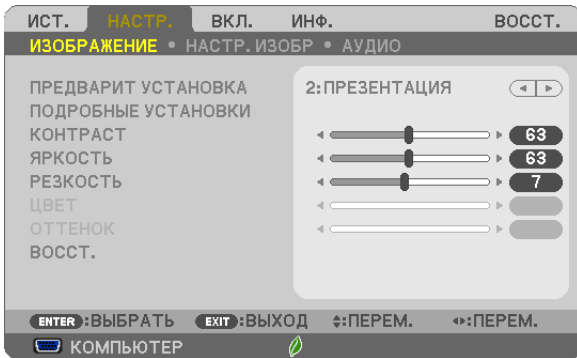 ИСТ. НАСТР. ВКЛ. ИНФ. ВОССТ.
ИЗОБРАЖЕНИЕ • НАСТР.ИЗОБР • АУДИО
ПРЕДВАРИТ УСТАНОВКА 2:ПРЕЗЕНТАЦИЯ
ПОДРОБНЫЕ УСТАНОВКИ
КОНТРАСТ 63
ЯРКОСТЬ 63
РЕЗКОСТЬ 7
ЦВЕТ
ОТТЕНОК
ВОССТ.
ENTER :ВЫБРАТЬ EXIT :ВЫХОД :ПЕРЕМ. :ПЕРЕМ.
КОМПЬЮТЕР